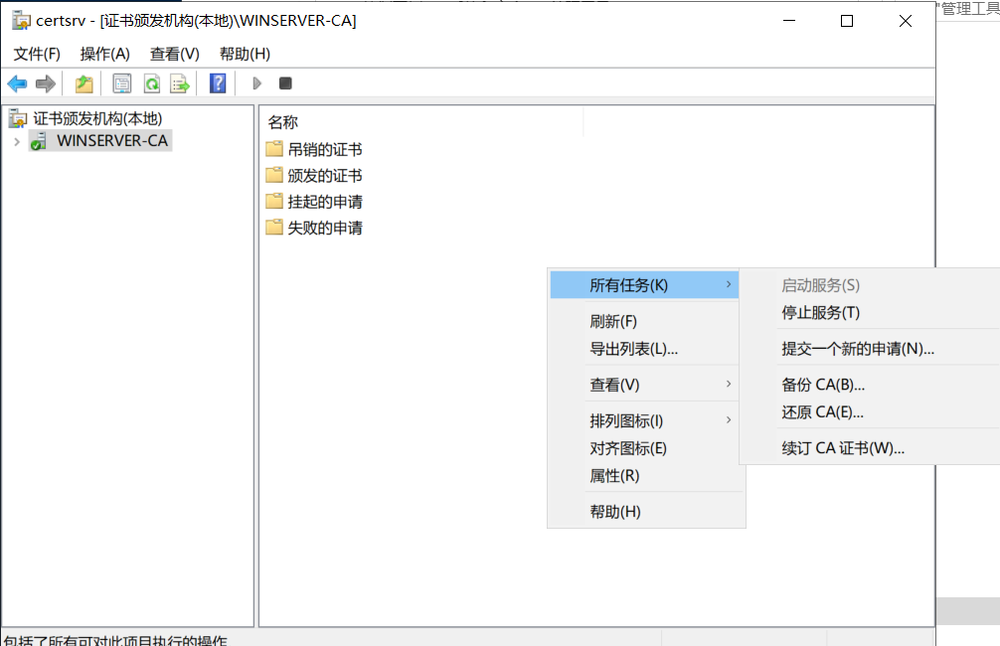 certsrv - [证书颁发机构(本地)\WINSERVER-CA]
"管理工具
文件(F) 操作(A) 查看(V) 帮助(H)
证书颁发机构(本地)
WINSERVER-CA
名称
吊销的证书
颁发的证书
挂起的申请
失败的申请
所有任务(K)
刷新(F)
导出列表(L)...
查看(V)
排列图标(I)
对齐图标(E)
属性(R)
帮助(H)
启动服务(S)
停止服务(T)
提交一个新的申请(N)...
备份 CA(B)...
还原 CA(E)...
续订 CA 证书(W)...
包括了所有可对此项目执行的操作